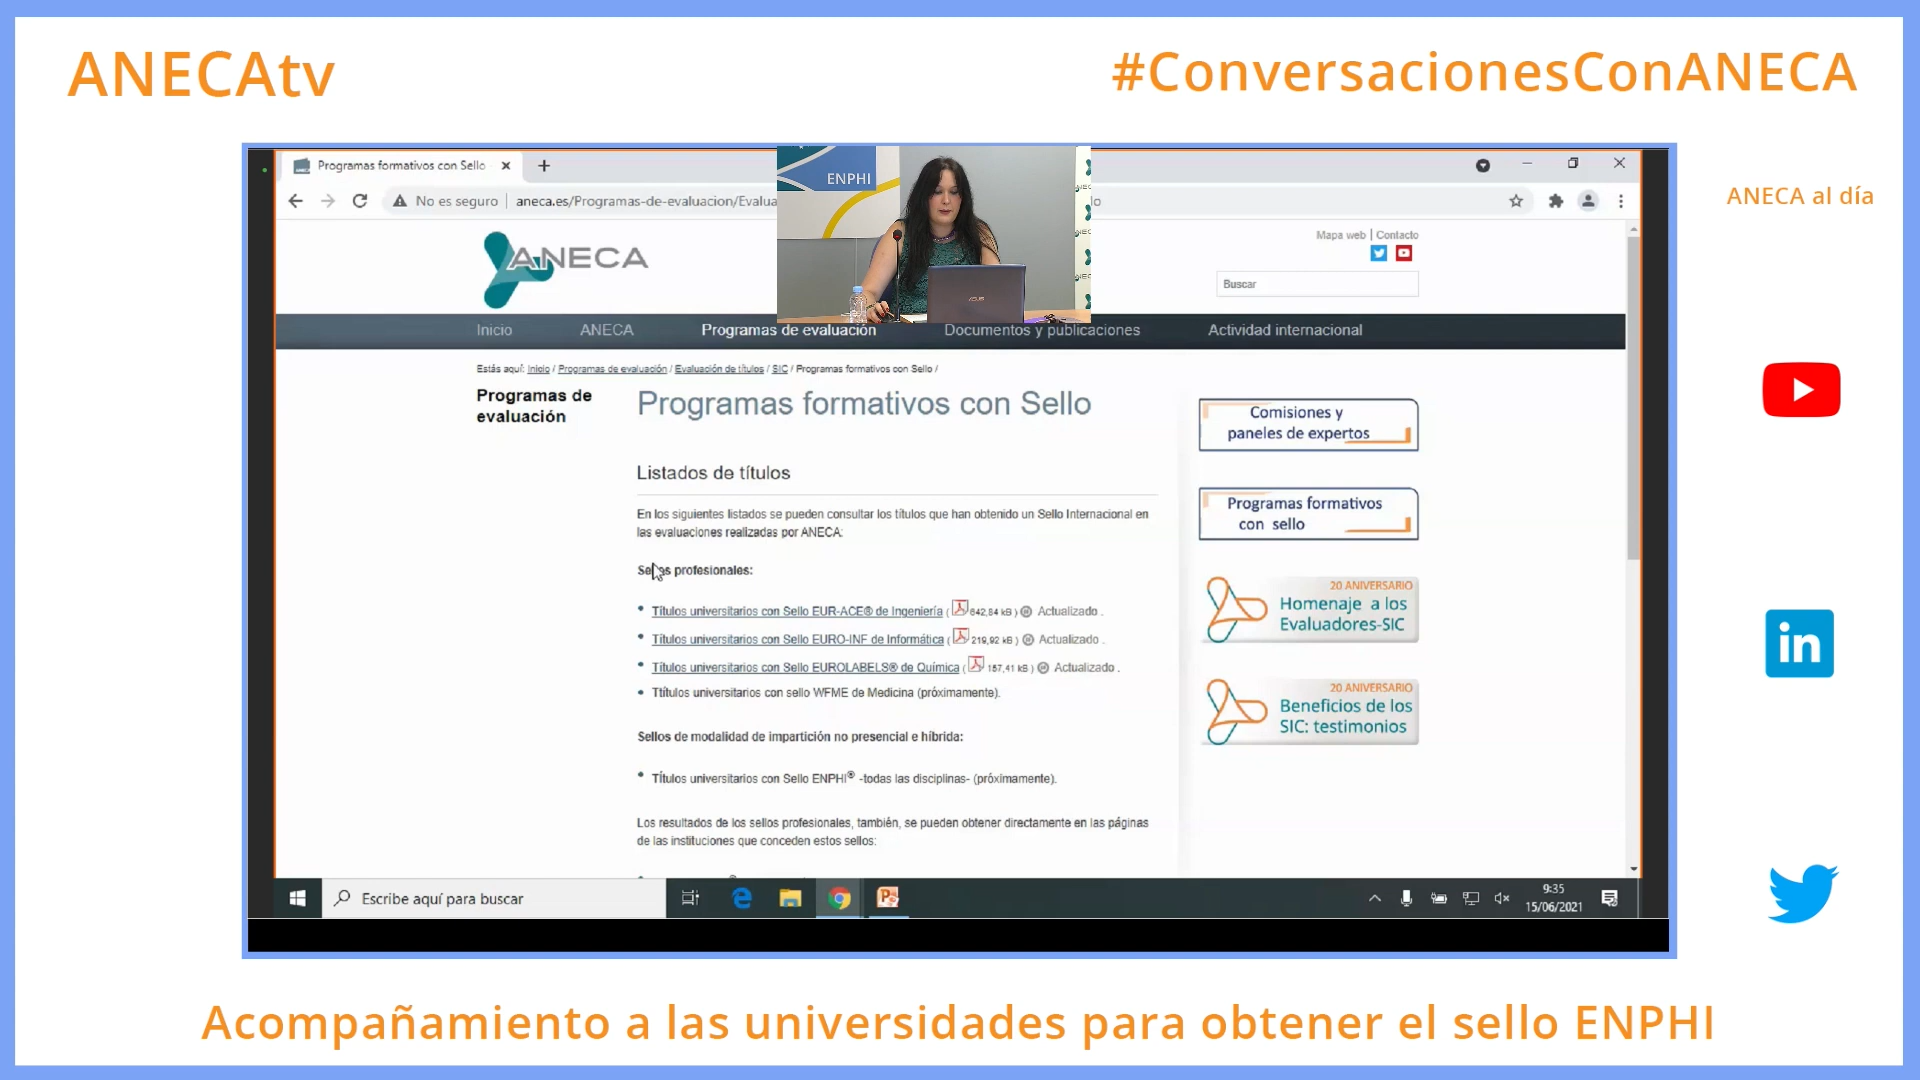 ANECAtv
#ConversacionesConANECA
ANECA al día
Programas formativos con Sello
No es seguro | aneca.es/Programas-de-evaluacion/Evalua
lo
ENPHI
ASUS
ANECA
Mapa web | Contacto
Buscar
Inicio
ANECA
Programas de evaluación
Documentos y publicaciones
Actividad internacional
Estás aquí: Inicio / Programas de evaluación / Evaluación de títulos / SIC / Programas formativos con Sello /
Programas de
evaluación
Programas formativos con Sello
Listados de títulos
En los siguientes listados se pueden consultar los títulos que han obtenido un Sello Internacional en
las evaluaciones realizadas por ANECA:
Sellos profesionales:
Títulos universitarios con Sello EUR-ACE® de Ingeniería ( 642,84 kB ) Actualizado .
Títulos universitarios con Sello EURO-INF de Informática ( 219,92 kB ) Actualizado .
Títulos universitarios con Sello EUROLABELS® de Química ( 157,41 kB ) Actualizado .
Ttítulos universitarios con sello WFME de Medicina (próximamente).
Sellos de modalidad de impartición no presencial e híbrida:
Títulos universitarios con Sello ENPHI® -todas las disciplinas- (próximamente).
Los resultados de los sellos profesionales, también, se pueden obtener directamente en las páginas
de las instituciones que conceden estos sellos:
Comisiones y
paneles de expertos
Programas formativos
con sello
20 ANIVERSARIO
Homenaje a los
Evaluadores-SIC
20 ANIVERSARIO
Beneficios de los
SIC: testimonios
Escribe aquí para buscar
9:35
15/06/2021
in
Acompañamiento a las universidades para obtener el sello ENPHI